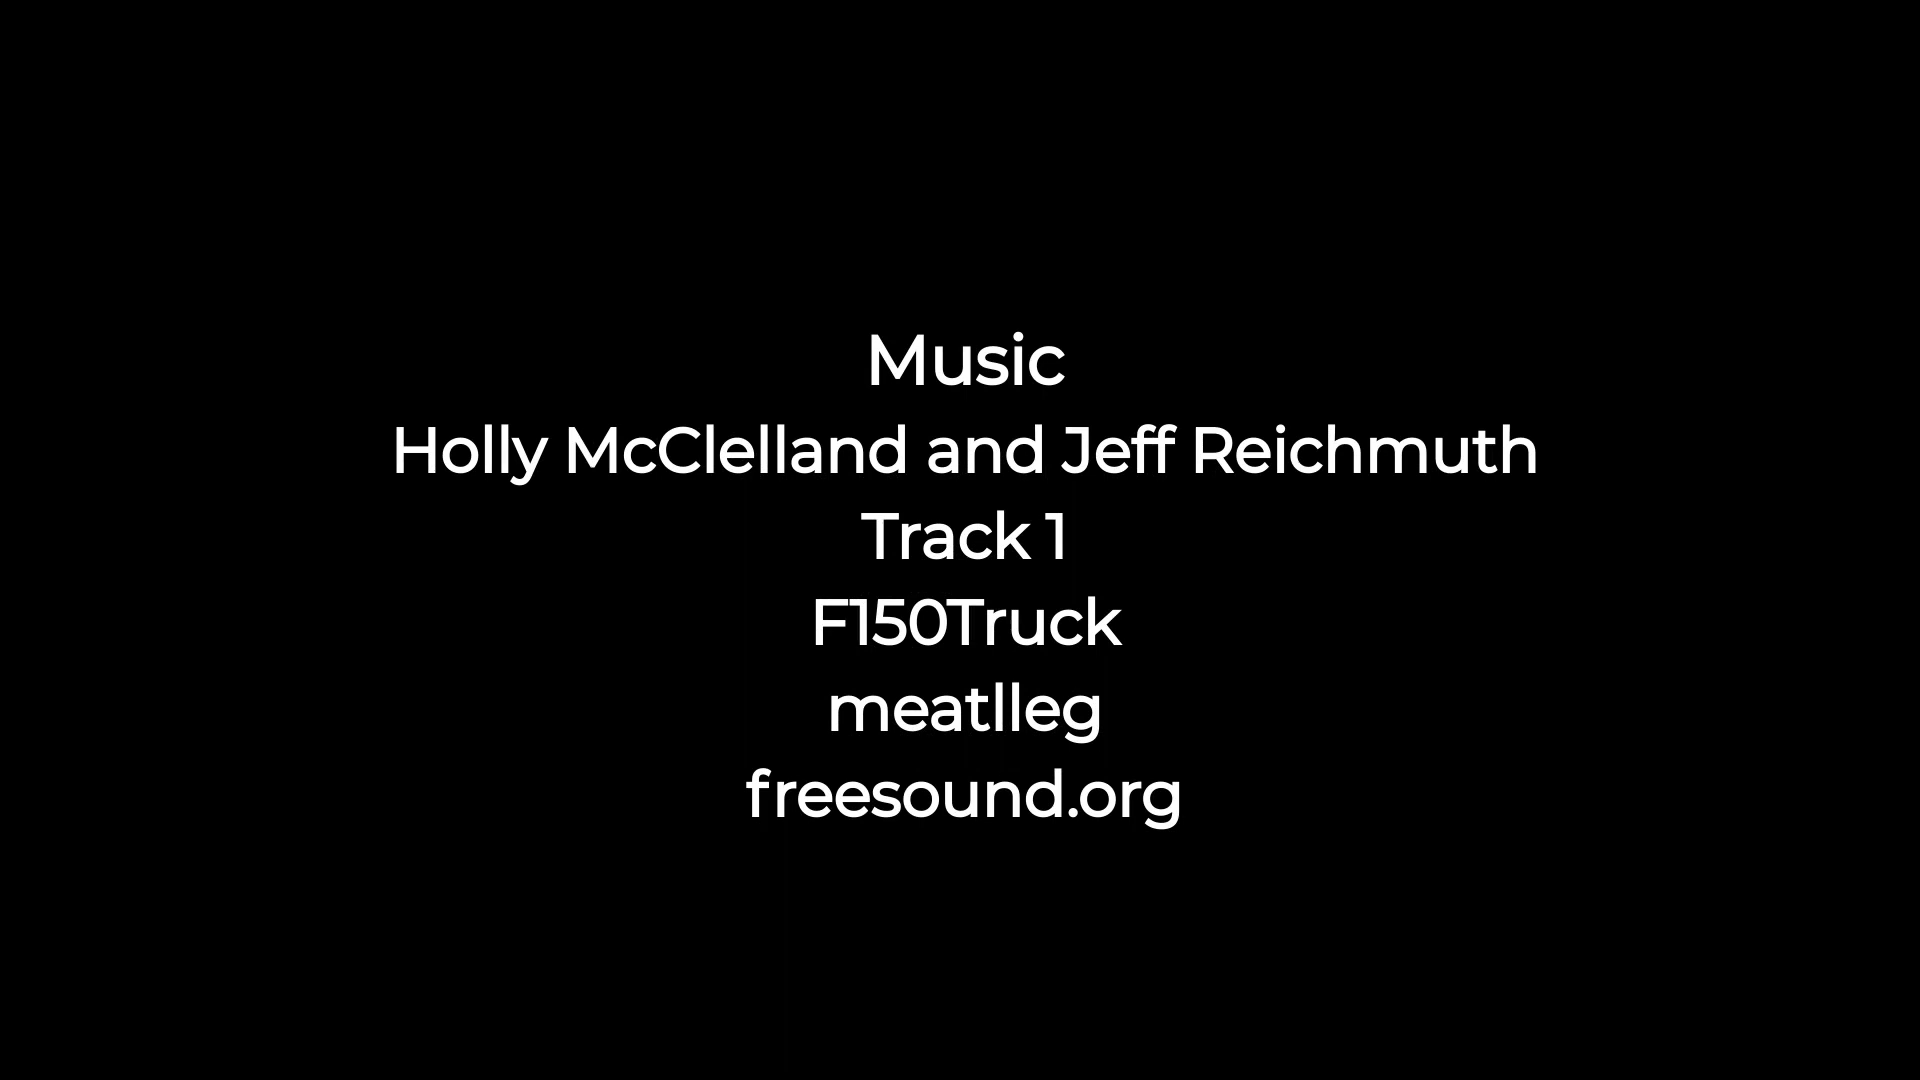 Music
Holly McClelland and Jeff Reichmuth
Track 1
F150Truck
meatlleg
freesound.org